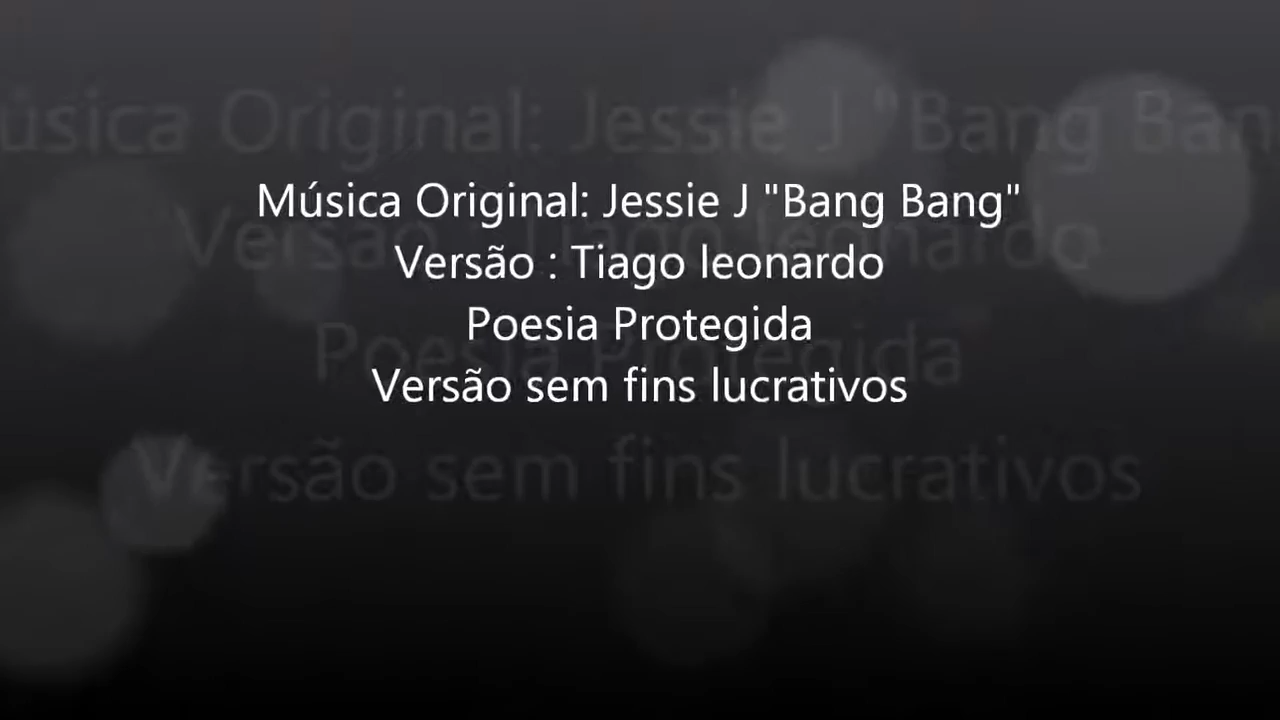 Música Original: Jessie J "Bang Bang"
Versão : Tiago leonardo
Poesia Protegida
Versão sem fins lucrativos